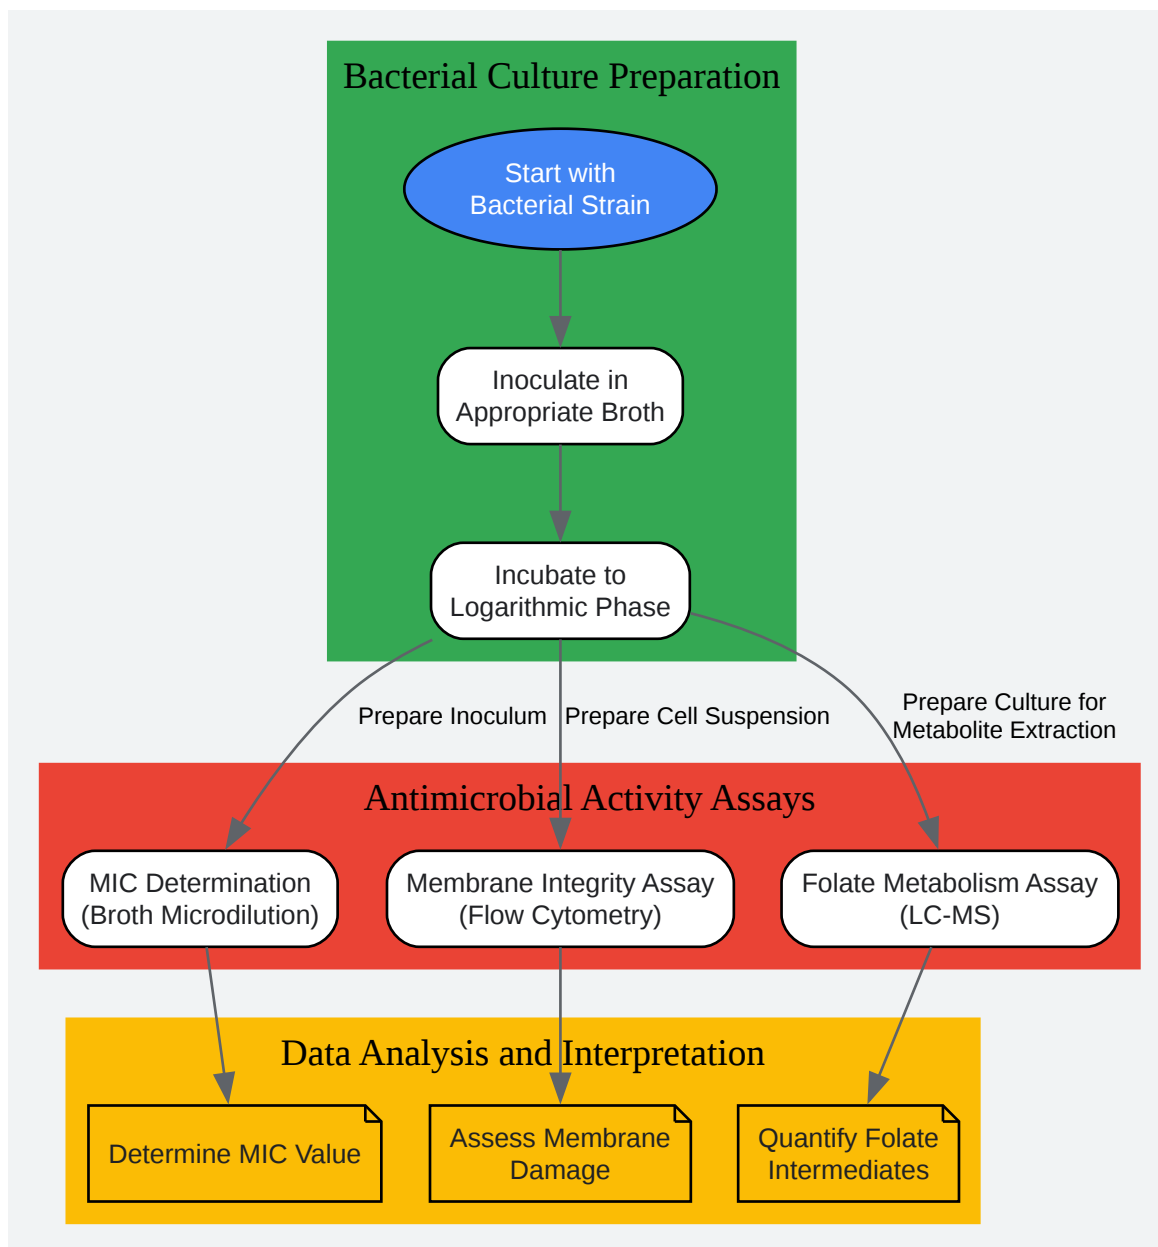 Bacterial Culture Preparation
Start with
Bacterial Strain
Inoculate in
Appropriate Broth
Incubate to
Logarithmic Phase
Prepare Inoculum
Prepare Cell Suspension
Prepare Culture for
Metabolite Extraction
Antimicrobial Activity Assays
MIC Determination
(Broth Microdilution)
Membrane Integrity Assay
(Flow Cytometry)
Folate Metabolism Assay
(LC-MS)
Data Analysis and Interpretation
Determine MIC Value
Assess Membrane
Damage
Quantify Folate
Intermediates